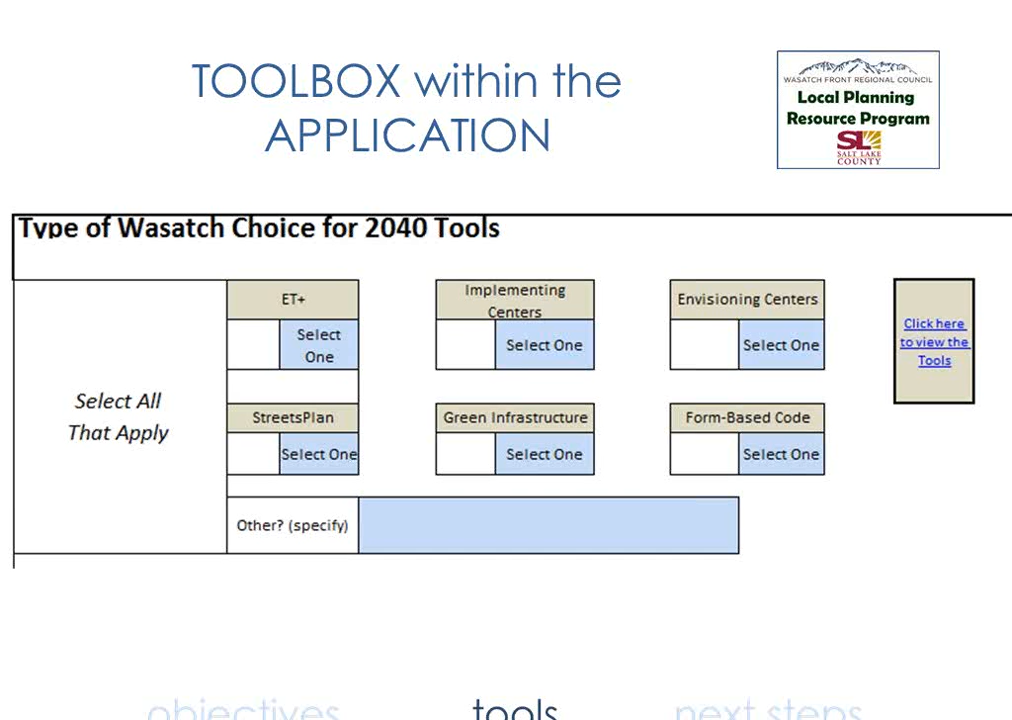 TOOLBOX within the
APPLICATION
WASATCH FRONT REGIONAL COUNCIL
Local Planning
Resource Program
SL
SALT LAKE
COUNTY
Type of Wasatch Choice for 2040 Tools
Select All
That Apply
ET+
Select
One
Implementing
Centers
Select One
Envisioning Centers
Select One
Click here
to view the
Tools
StreetsPlan
Select One
Green Infrastructure
Select One
Form-Based Code
Select One
Other? (specify)
objectives tools next steps